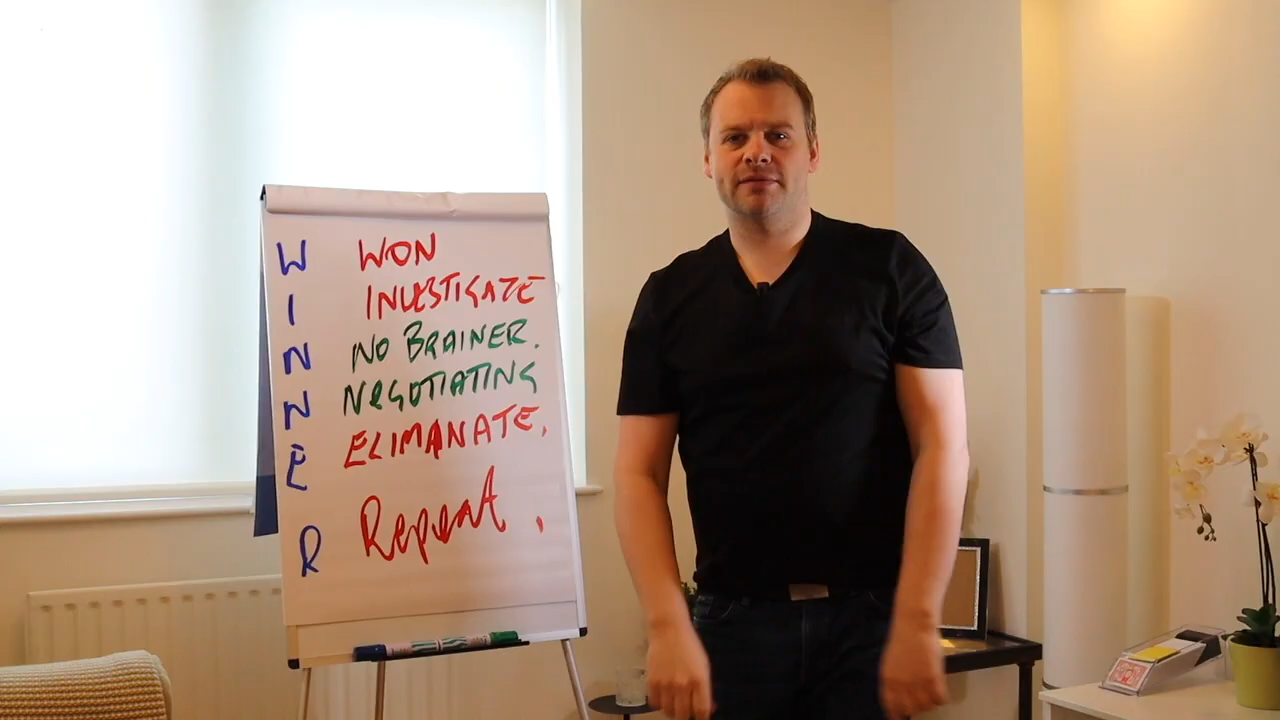 W WON
I INVESTIGATE
N NO BRAINER.
N NEGOTIATING
E ELIMANATE.
R Repeat.